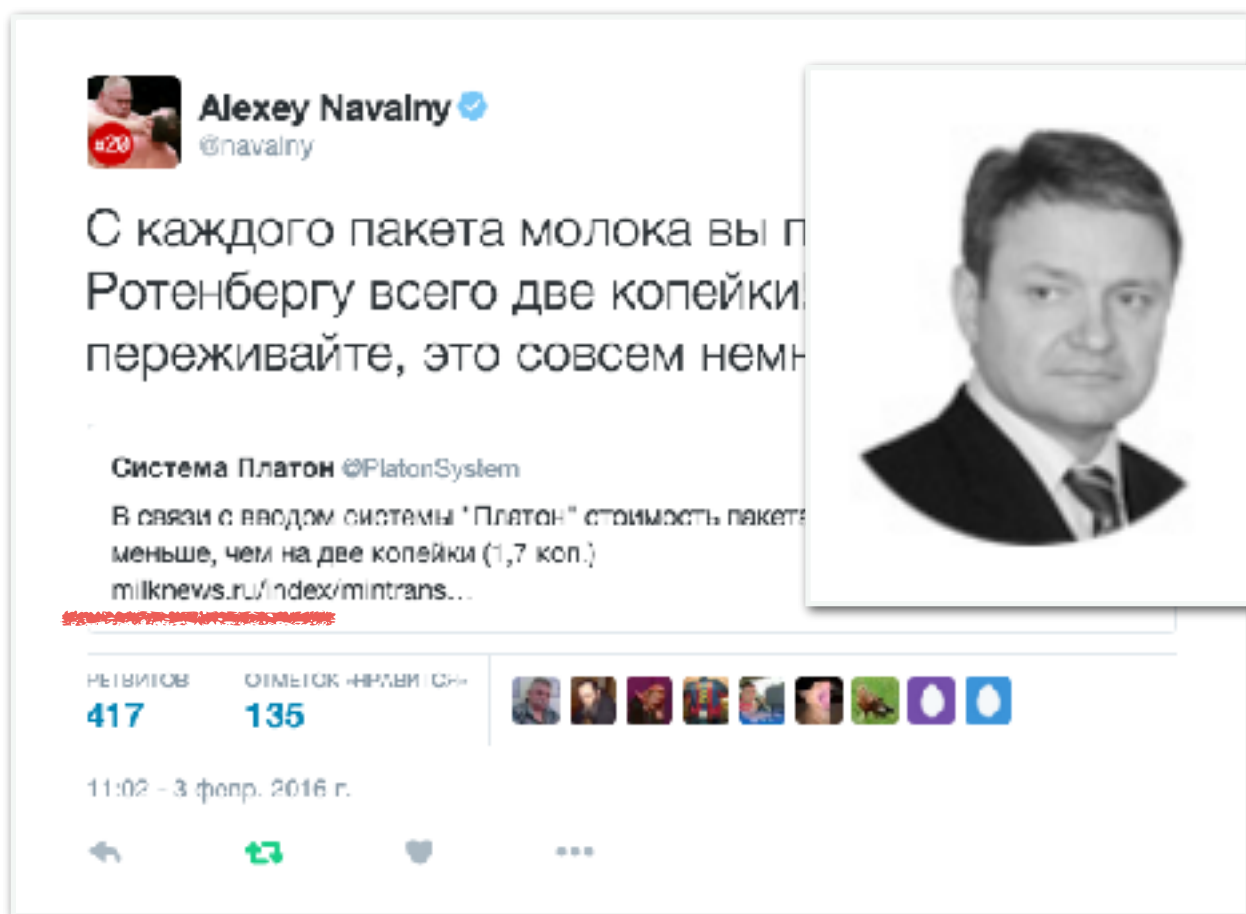 Alexey Navalny
@navalny
#20
С каждого пакета молока вы п
Ротенбергу всего две копейки!
переживайте, это совсем немн
Система Платон @PlatonSystem
В связи с вводом системы "Платон" стоимость пакета
меньше, чем на две копейки (1,7 коп.)
milknews.ru/index/mintrans...
РЕТВИТОВ ОТМЕТОК «НРАВИТСЯ»
417 135
11:02 - 3 февр. 2016 г.